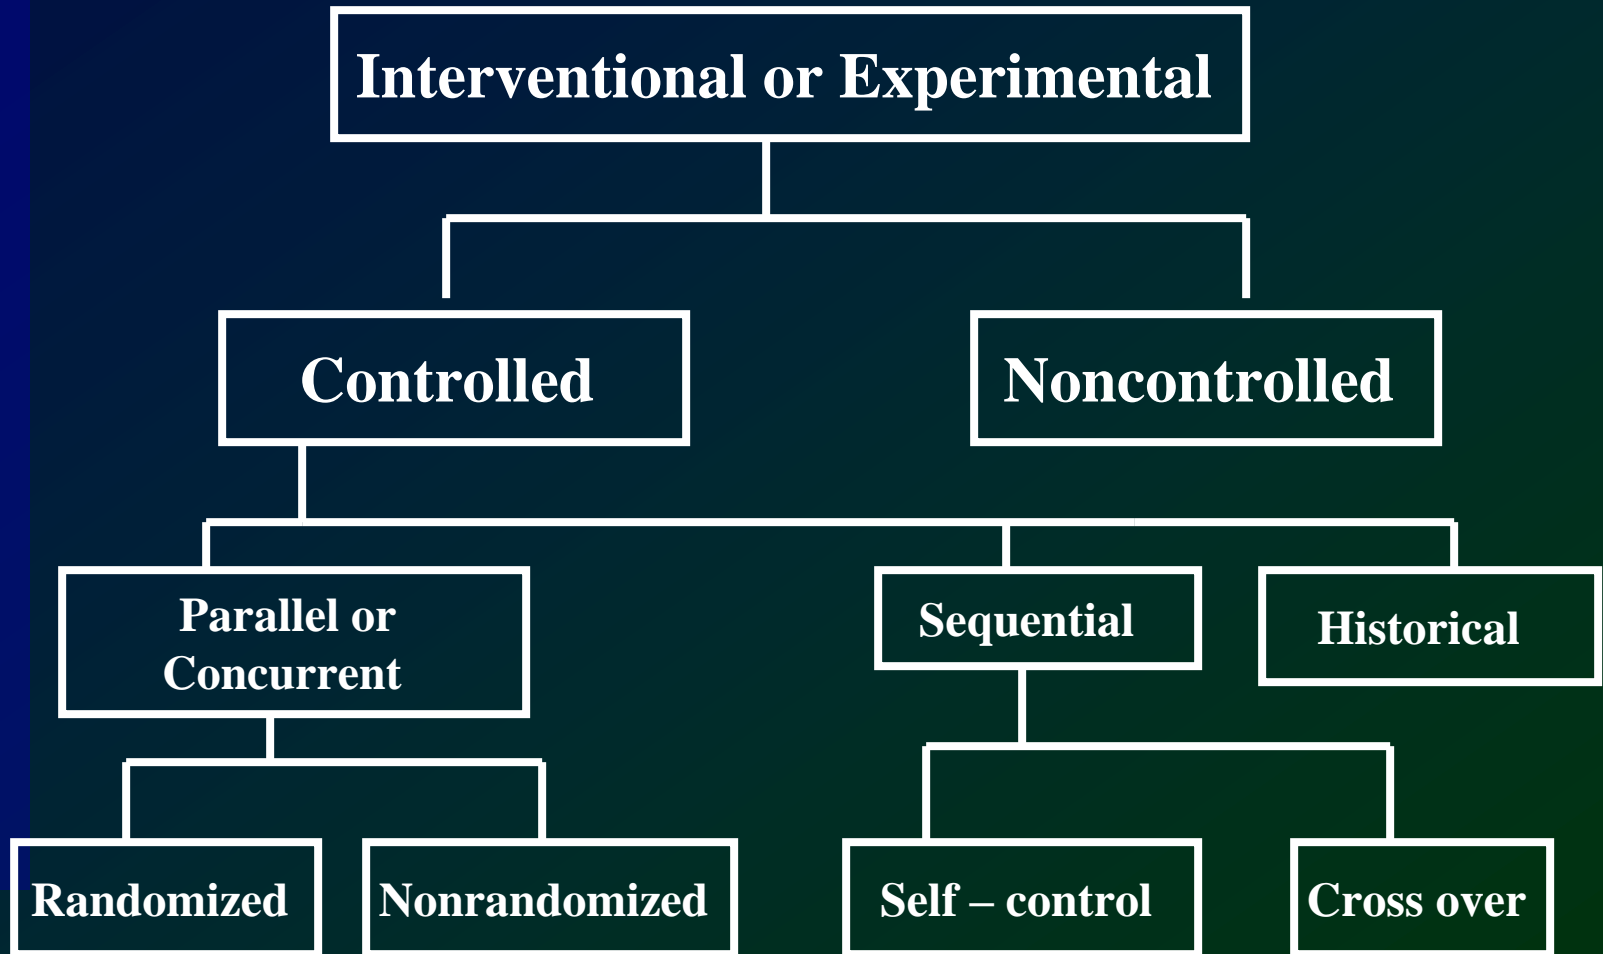 Interventional or Experimental
Controlled
Noncontrolled
Parallel or
Concurrent
Sequential
Historical
Randomized
Nonrandomized
Self – control
Cross over